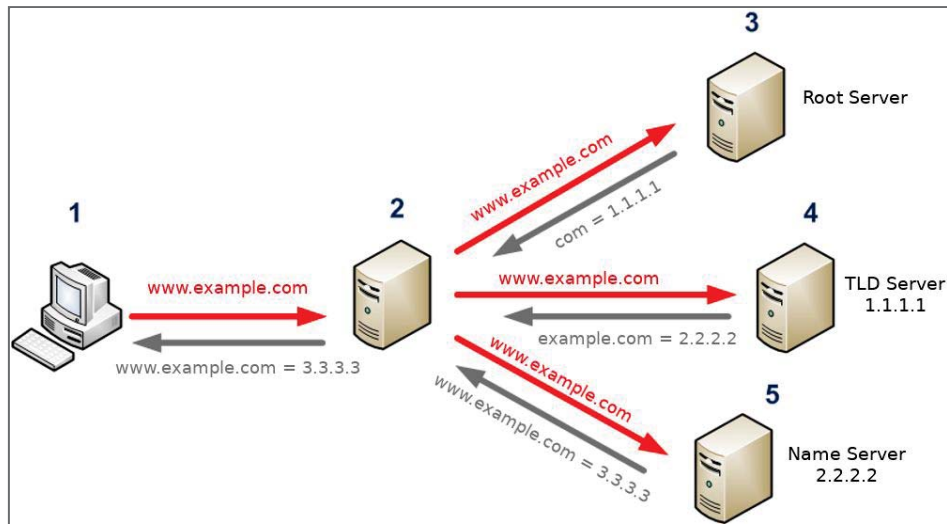 3
Root Server
www.example.com
com = 1.1.1.1
1
2
4
www.example.com
www.example.com
TLD Server
1.1.1.1
example.com = 2.2.2.2
www.example.com = 3.3.3.3
www.example.com
www.example.com = 3.3.3.3
5
Name Server
2.2.2.2